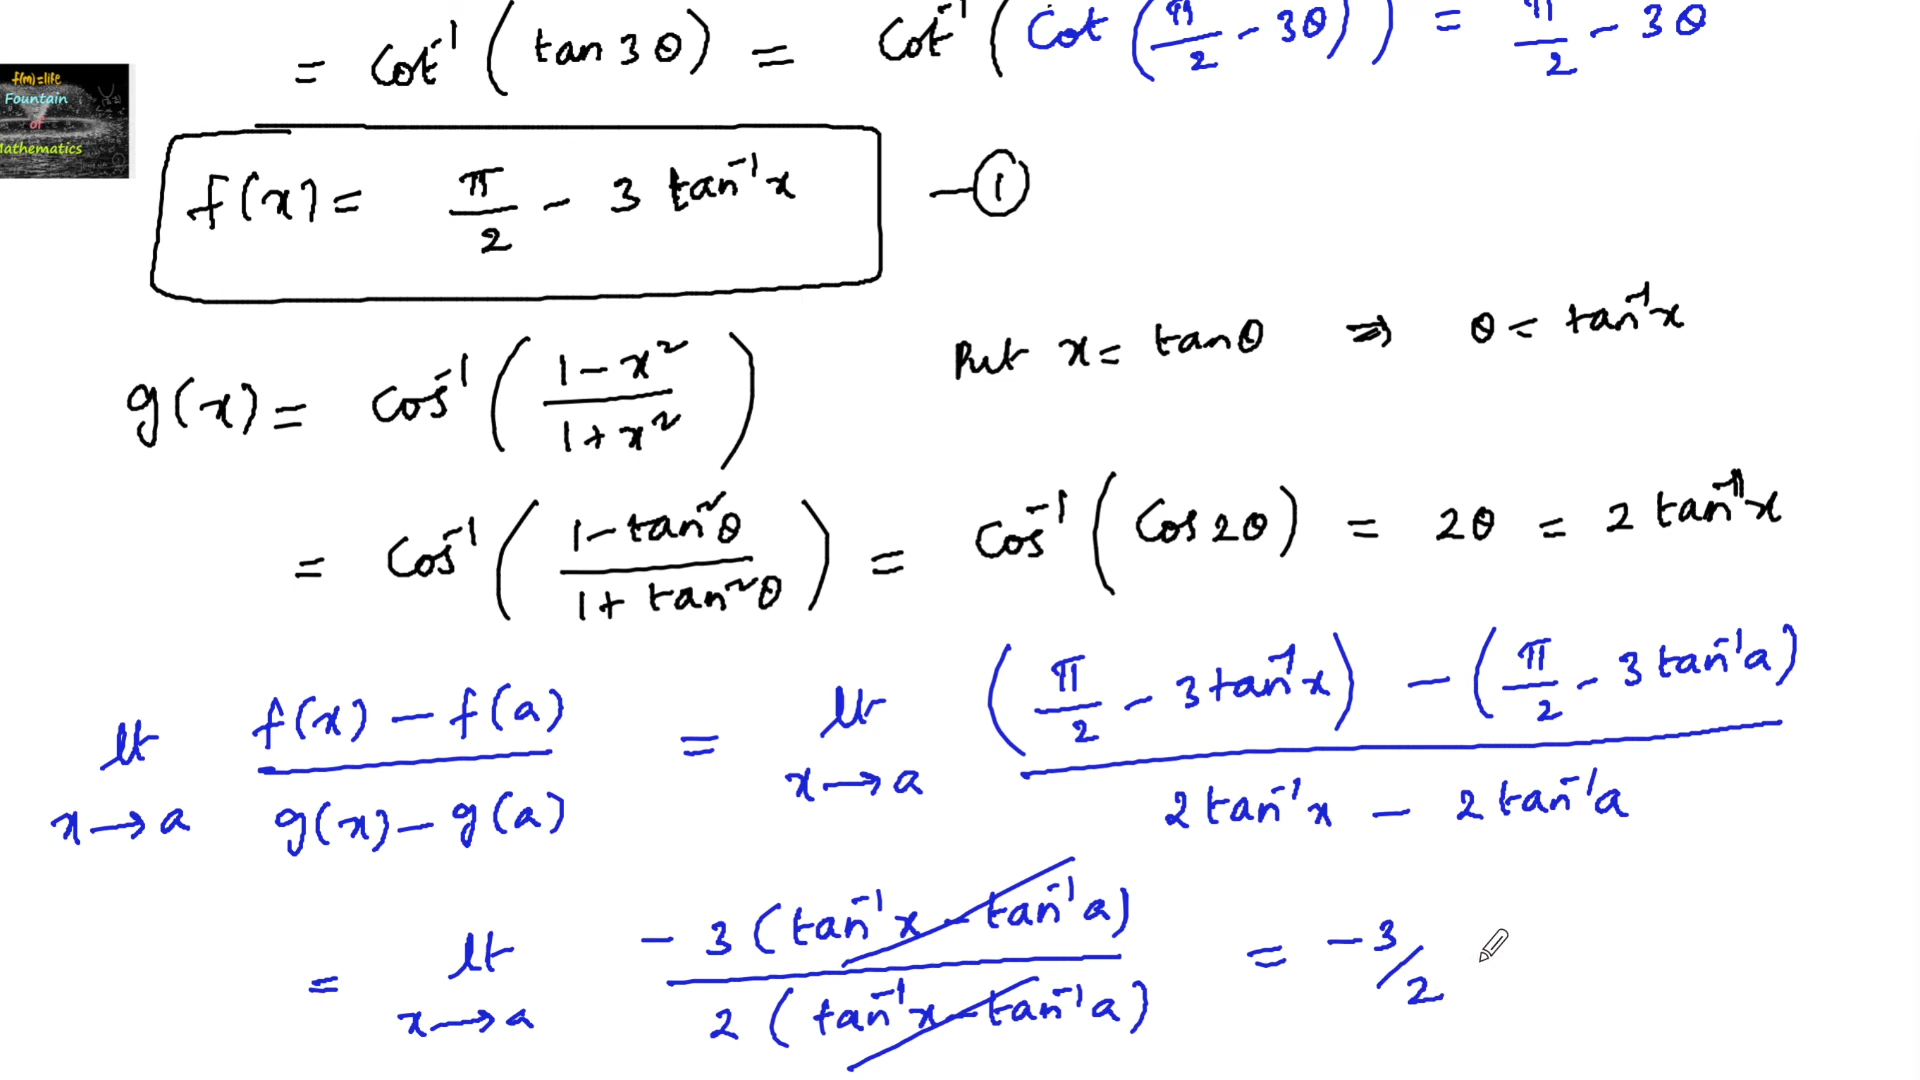 = Cot⁻¹ ( tan 3θ ) = Cot⁻¹ ( Cot ( π/2 - 3θ ) ) = π/2 - 3θ
f(m)=life
Fountain
of
Mathematics
f(x) = π/2 - 3 tan⁻¹x — ①
g(x) = Cos⁻¹ ( (1 - x²)/(1 + x²) ) Put x = tanθ ⇒ θ = tan⁻¹x
= Cos⁻¹ ( (1 - tan²θ)/(1 + tan²θ) ) = Cos⁻¹ ( Cos 2θ ) = 2θ = 2 tan⁻¹x
lt x→a (f(x) - f(a))/(g(x) - g(a)) = lt x→a ((π/2 - 3 tan⁻¹x) - (π/2 - 3 tan⁻¹a))/(2 tan⁻¹x - 2 tan⁻¹a)
= lt x→a (-3 (tan⁻¹x - tan⁻¹a))/(2 (tan⁻¹x - tan⁻¹a)) = -3/2